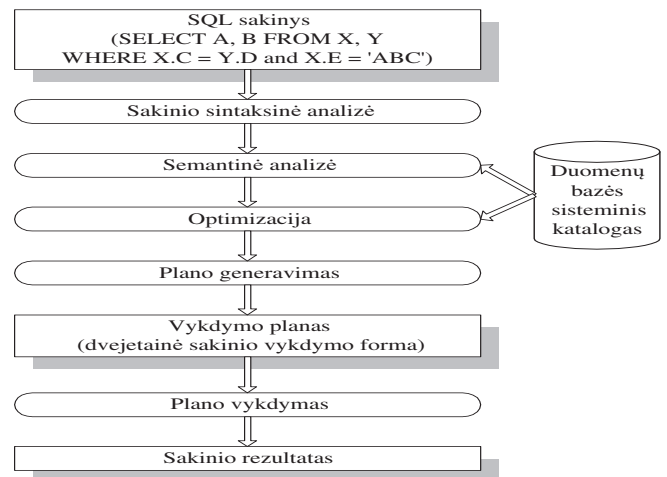 SQL sakinys
(SELECT A, B FROM X, Y
WHERE X.C = Y.D and X.E = 'ABC')
Sakinio sintaksinė analizė
Semantinė analizė
Duomenų
bazės
sisteminis
katalogas
Optimizacija
Plano generavimas
Vykdymo planas
(dvejetainė sakinio vykdymo forma)
Plano vykdymas
Sakinio rezultatas